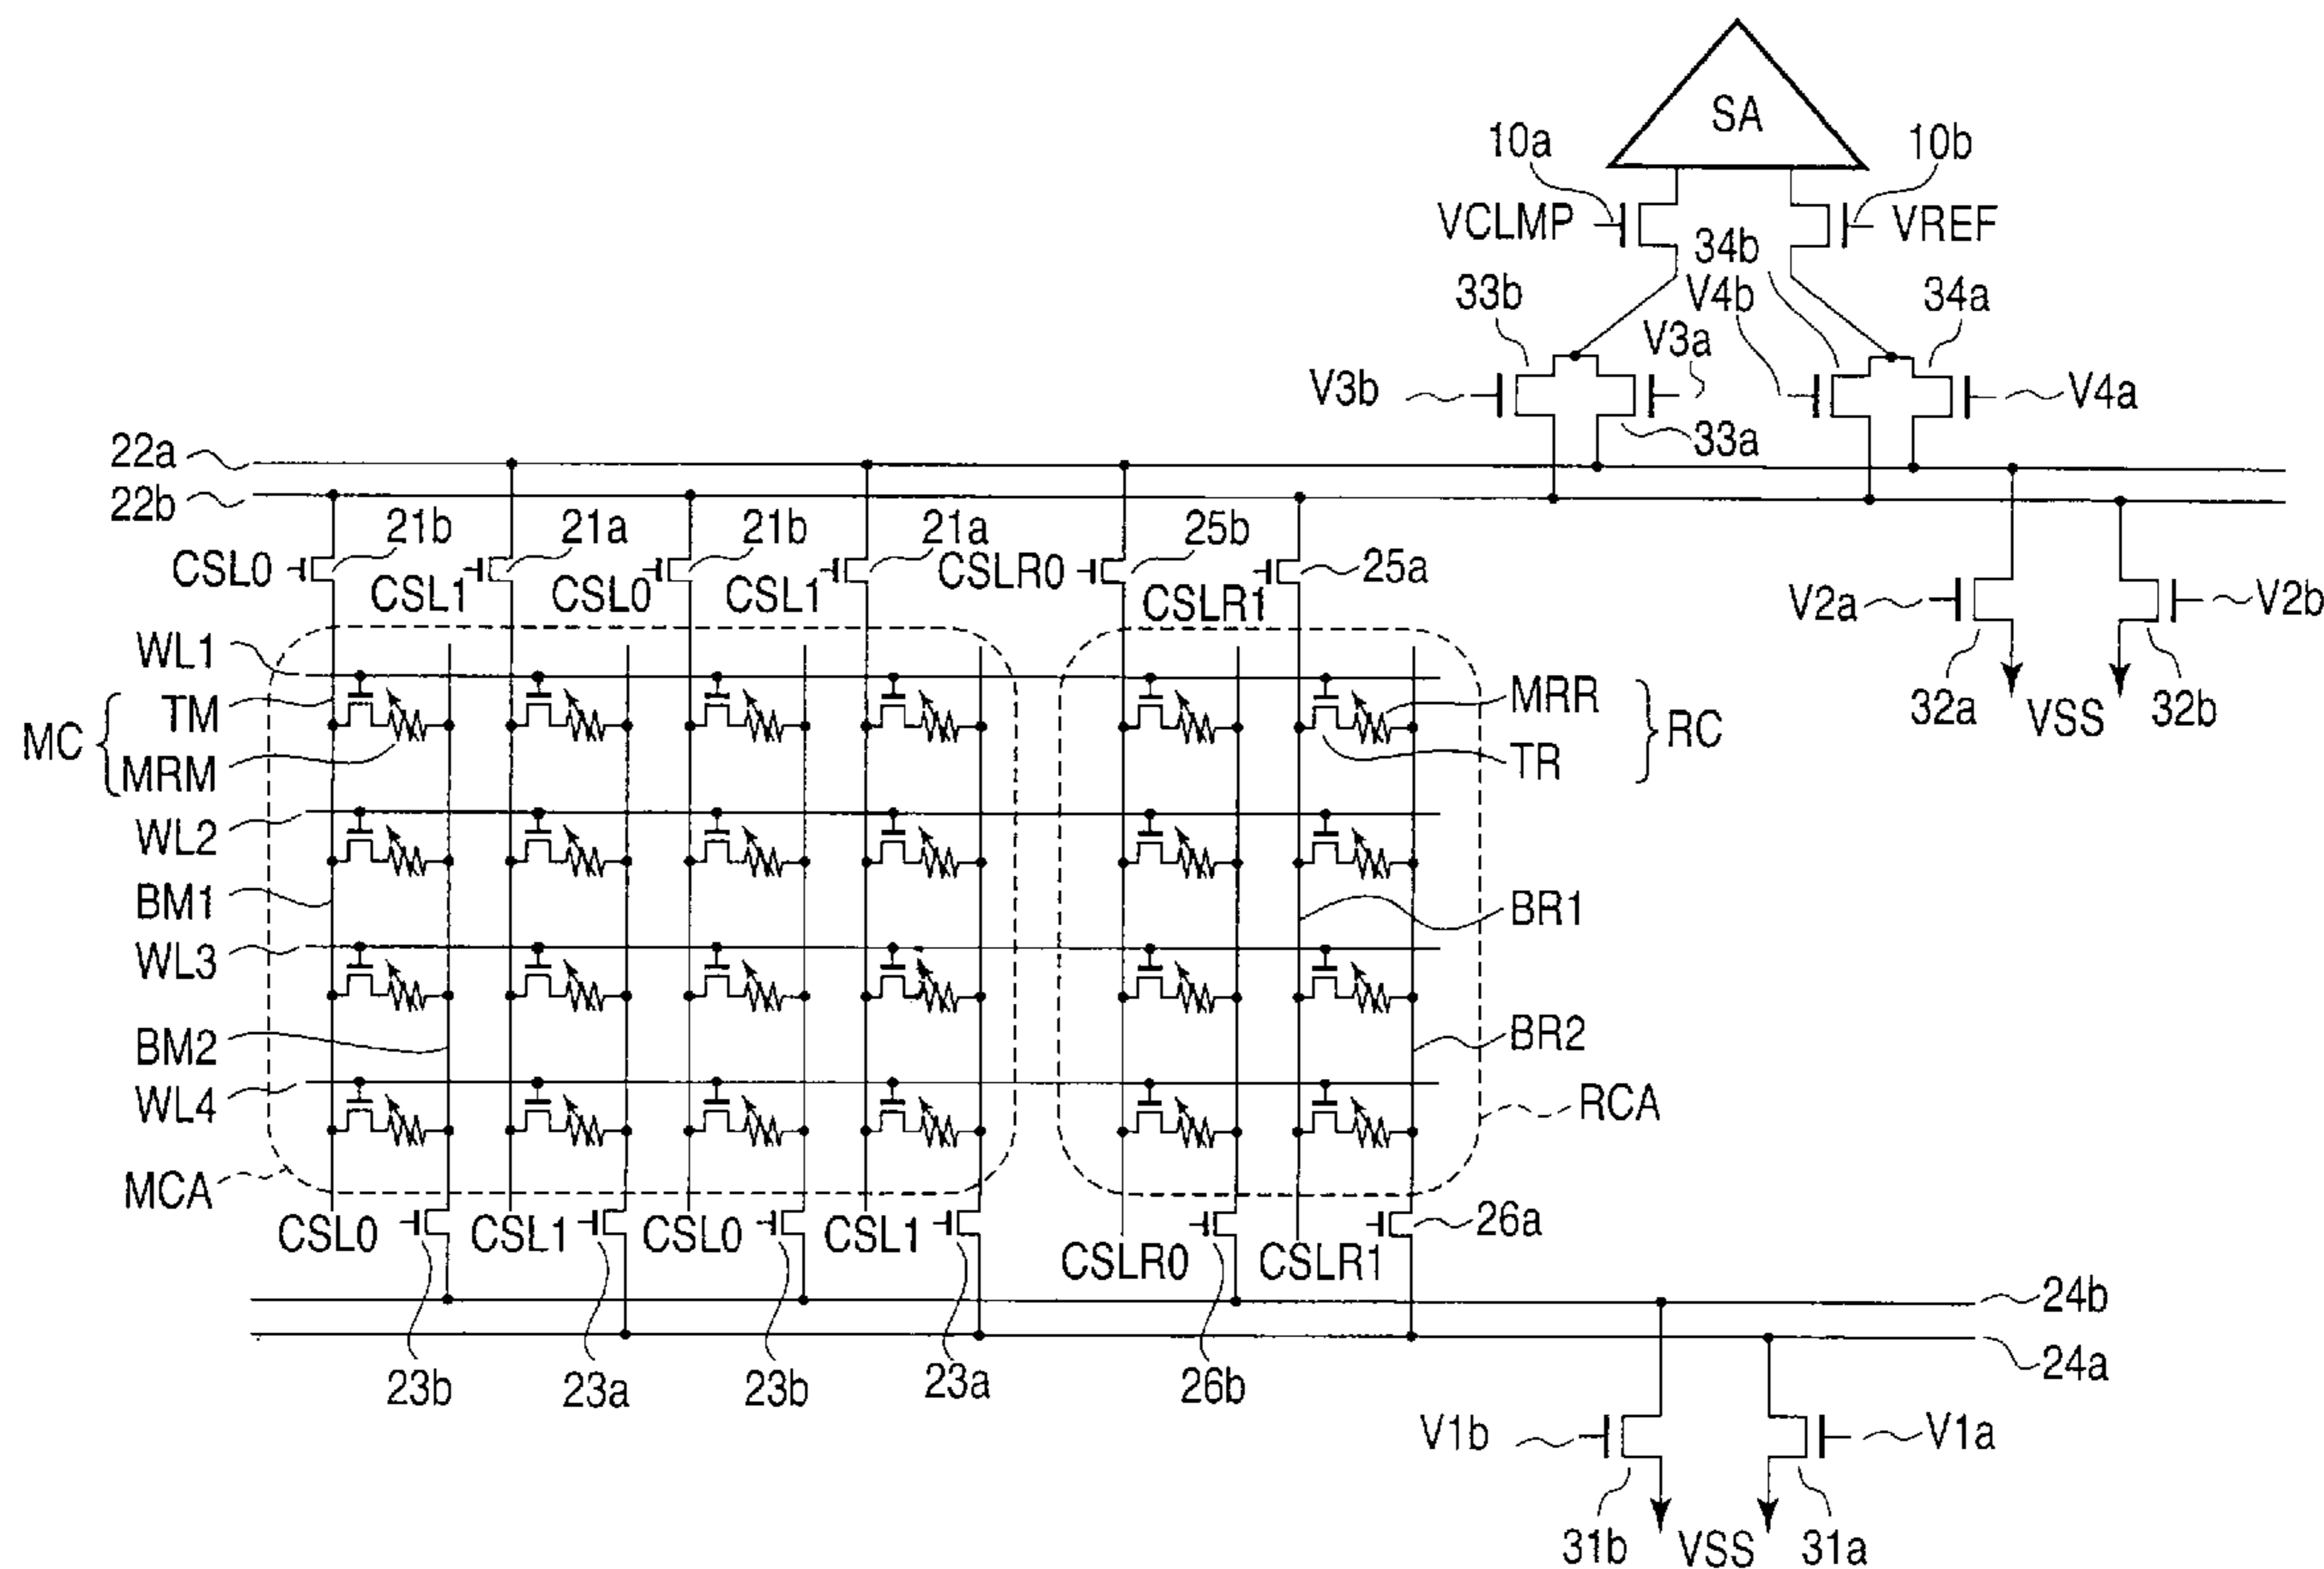 SA
10a
10b
VCLMP
VREF
34b
33b
V4b
34a
V3a
V3b
V4a
33a
22a
22b
21b
21a
21b
21a
25b
CSL0
CSL1
CSL0
CSL1
CSLR0
25a
CSLR1
V2a
V2b
WL1
TM
MC
MRM
MRR
TR
RC
32a
VSS
32b
WL2
BM1
BR1
WL3
BM2
BR2
WL4
RCA
MCA
CSL0
CSL1
CSL0
CSL1
26a
CSLR0
CSLR1
24b
24a
23b
23a
23b
23a
26b
V1b
V1a
31b
VSS
31a